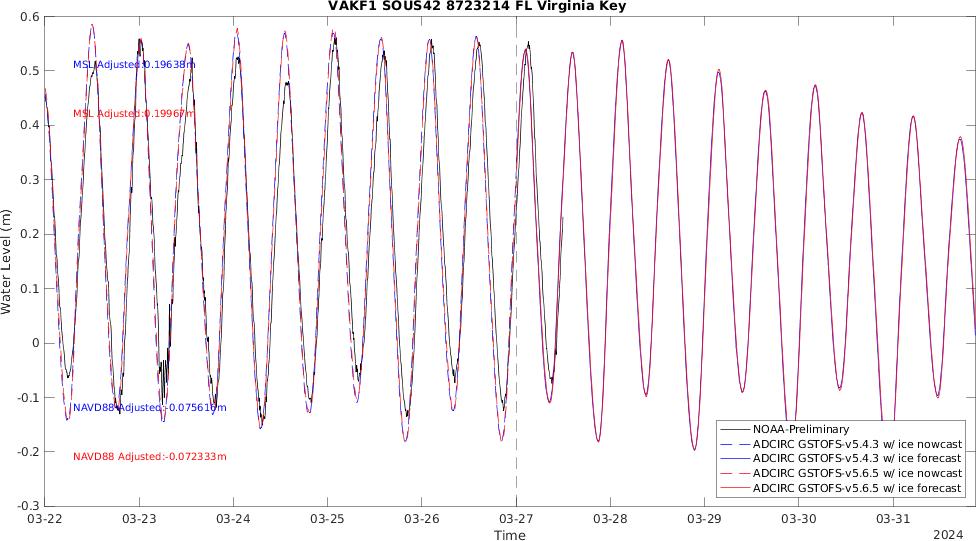 VAKF1 SOUS42 8723214 FL Virginia Key
0.6
0.5
0.4
0.3
0.2
0.1
0
-0.1
-0.2
-0.3
Water Level (m)
MSL Adjusted:0.19638m
MSL Adjusted:0.19967m
NAVD88 Adjusted:-0.075616m
NAVD88 Adjusted:-0.072333m
NOAA-Preliminary
ADCIRC GSTOFS-v5.4.3 w/ ice nowcast
ADCIRC GSTOFS-v5.4.3 w/ ice forecast
ADCIRC GSTOFS-v5.6.5 w/ ice nowcast
ADCIRC GSTOFS-v5.6.5 w/ ice forecast
03-22 03-23 03-24 03-25 03-26 03-27 03-28 03-29 03-30 03-31
Time
2024